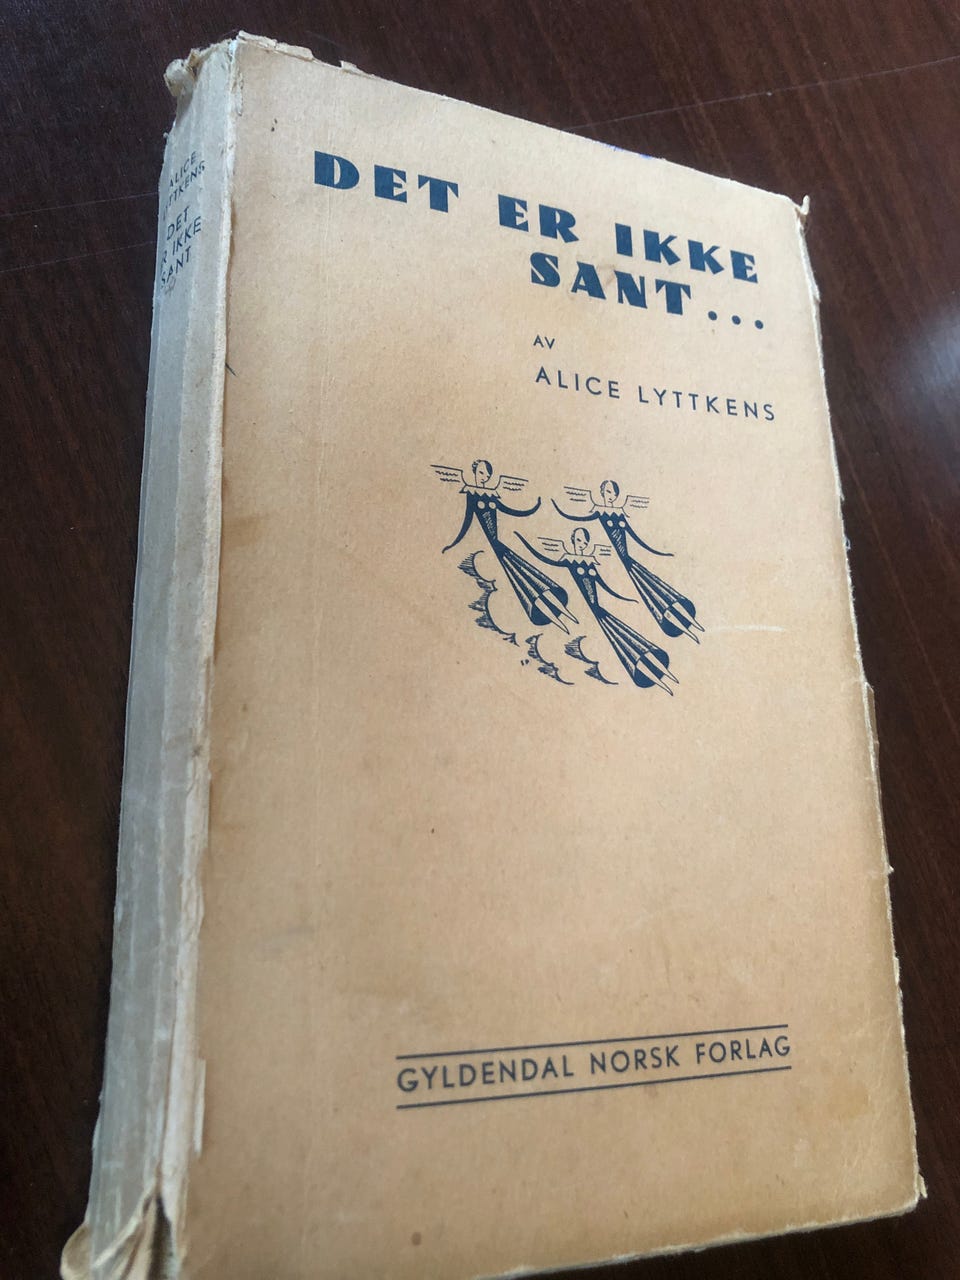 DET ER IKKE
SANT...
AV
ALICE LYTTKENS
GYLDENDAL NORSK FORLAG
ALICE
LYTTKENS
DET
ER IKKE
SANT